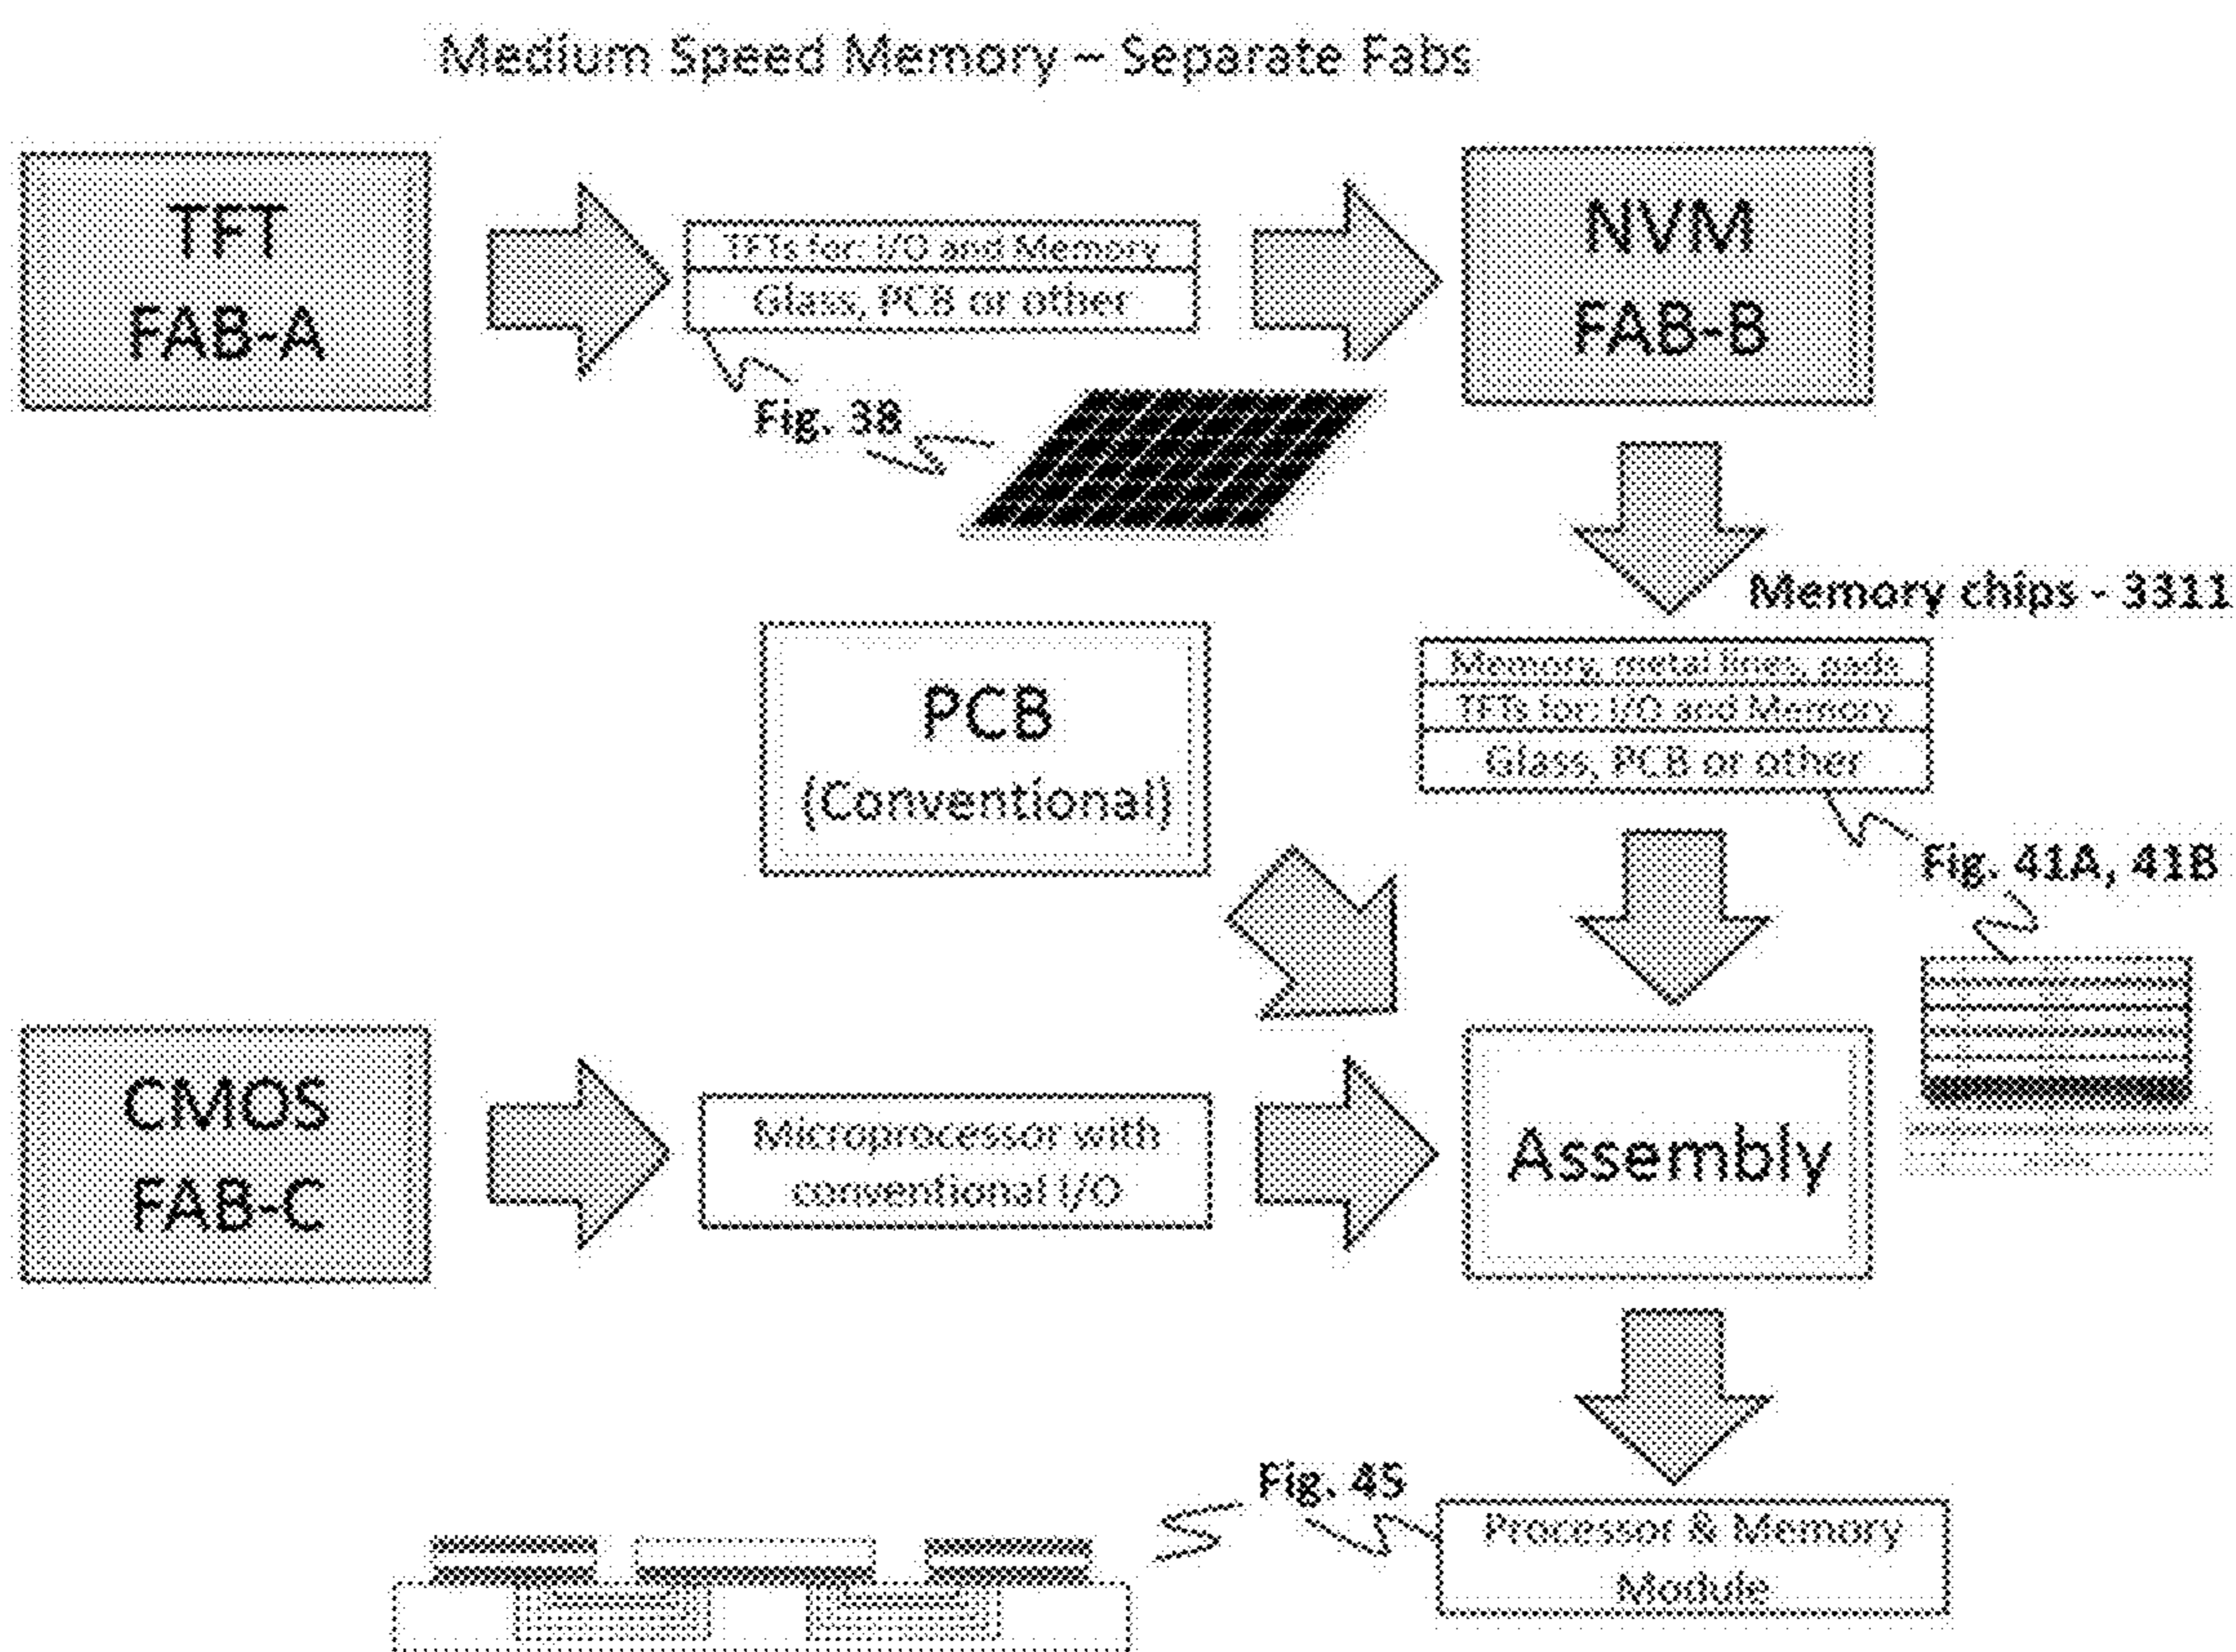 Medium Speed Memory – Separate Fabs
TFT
FAB-A
TFTs for: I/O and Memory
Glass, PCB or other
NVM
FAB-B
Fig. 38
Memory chips - 3311
Memory, metal lines, pads
TFTs for: I/O and Memory
Glass, PCB or other
PCB
(Conventional)
Fig. 41A, 41B
CMOS
FAB-C
Microprocessor with
conventional I/O
Assembly
Fig. 45
Processor & Memory
Module